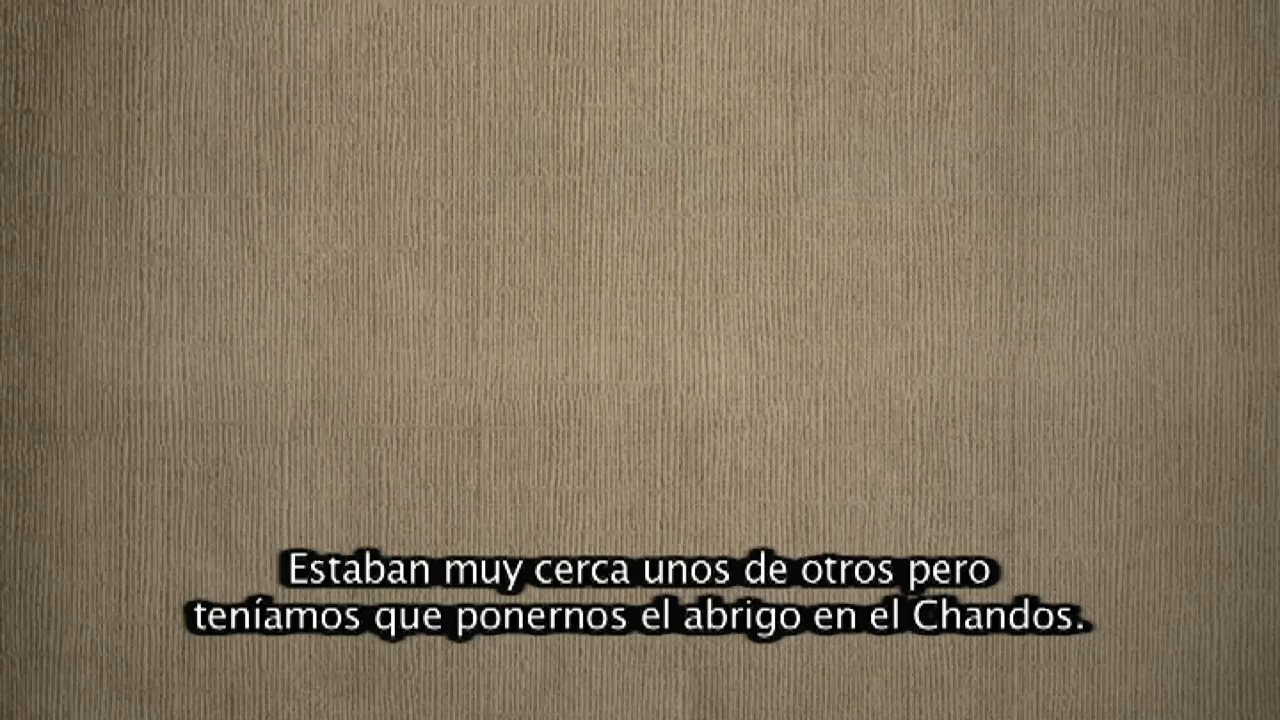 Estaban muy cerca unos de otros pero
teníamos que ponernos el abrigo en el Chandos.